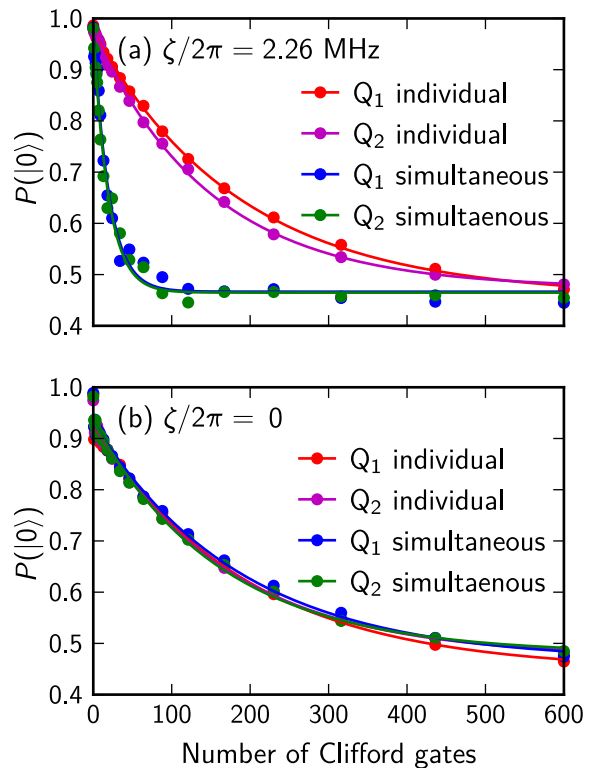 1.0
0.9
0.8
0.7
0.6
0.5
0.4
P(|0⟩)
(a) ζ/2π = 2.26 MHz
Q₁ individual
Q₂ individual
Q₁ simultaneous
Q₂ simultaenous
1.0
0.9
0.8
0.7
0.6
0.5
0.4
P(|0⟩)
(b) ζ/2π = 0
Q₁ individual
Q₂ individual
Q₁ simultaneous
Q₂ simultaenous
0 100 200 300 400 500 600
Number of Clifford gates